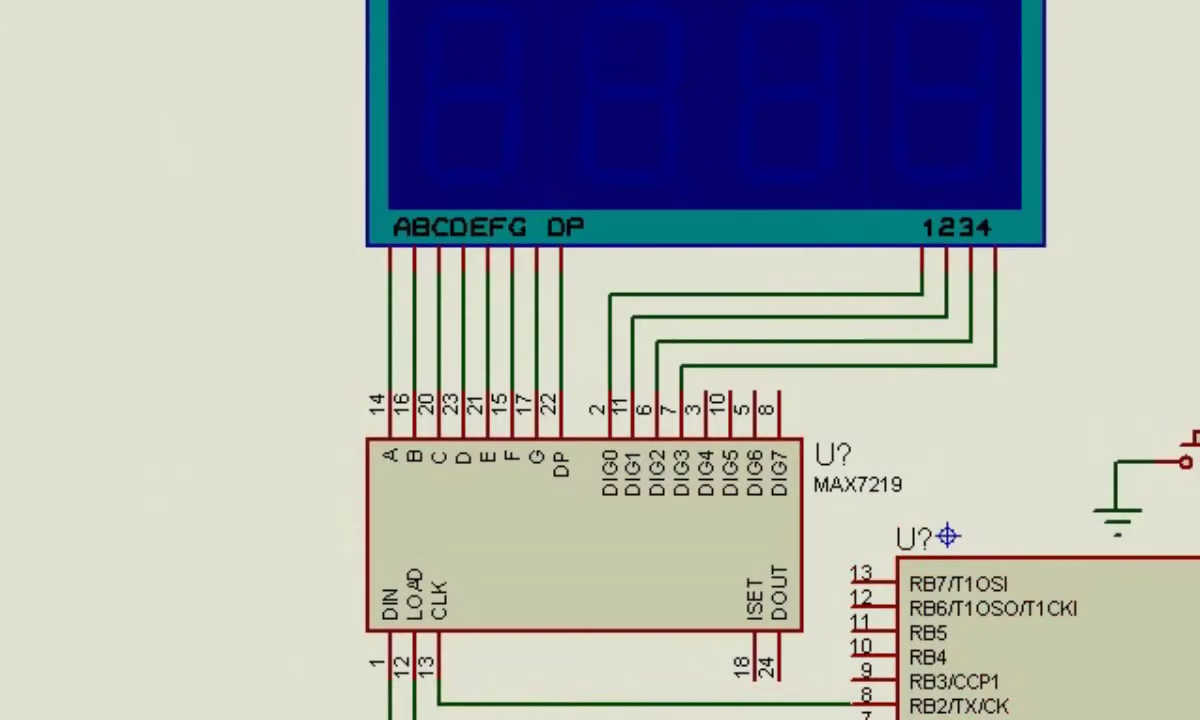 ABCDEFG DP 1234
14 16 20 23 21 15 17 22 2 11 6 7 3 10 5 8
A B C D E F G DP DIG0 DIG1 DIG2 DIG3 DIG4 DIG5 DIG6 DIG7
U?
MAX7219
DIN LOAD CLK ISET DOUT
1 12 13 18 24
U?
13 RB7/T1OSI
12 RB6/T1OSO/T1CKI
11 RB5
10 RB4
9 RB3/CCP1
8 RB2/TX/CK
7